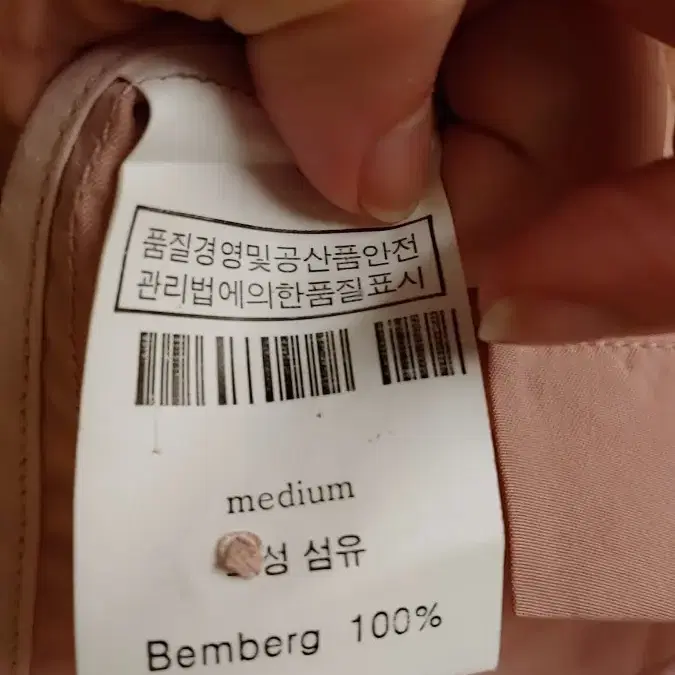 품질경영및공산품안전
관리법에의한품질표시
medium
성 섬유
Bemberg 100%